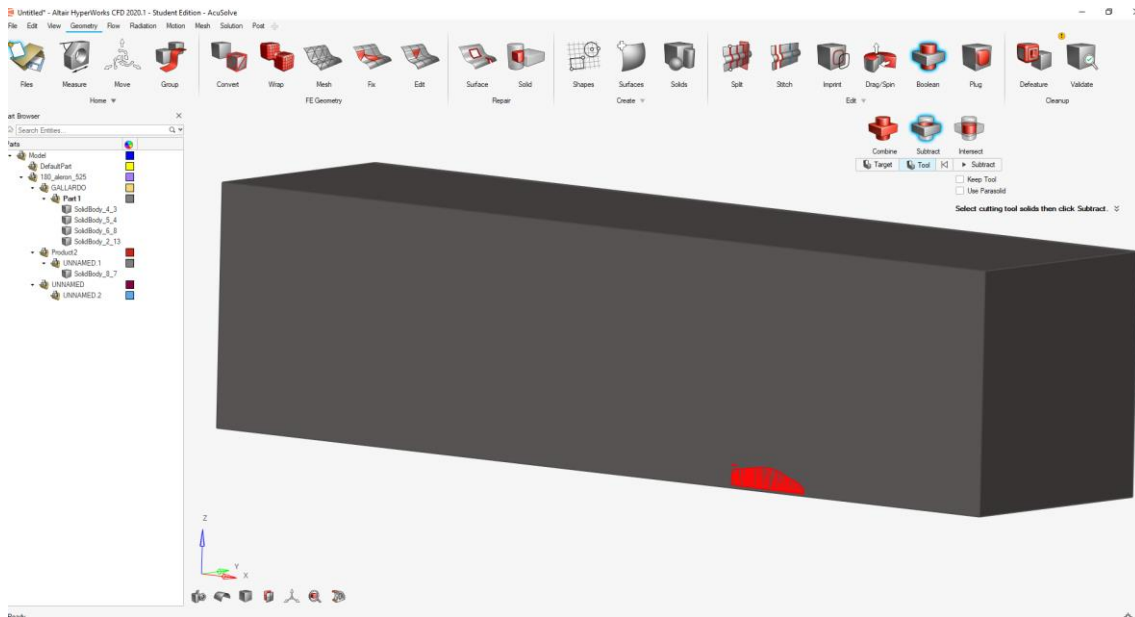 Untitled* - Altair HyperWorks CFD 2020.1 - Student Edition - AcuSolve
File Edit View Geometry Flow Radiation Motion Mesh Solution Post
Files Measure Move Group Convert Wrap Mesh Fix Edit Surface Solid Shapes Surfaces Solids Split Stitch Imprint Drag/Spin Boolean Plug Defeature Validate
Home FE Geometry Repair Create Edit Cleanup
art Browser
Search Entities...
Parts
Model
DefaultPart
180_aleron_525
GALLARDO
Part 1
SolidBody_4_3
SolidBody_5_4
SolidBody_6_8
SolidBody_2_13
Product2
UNNAMED.1
SolidBody_8_7
UNNAMED
UNNAMED.2
Combine Subtract Intersect
Target Tool Subtract
Keep Tool
Use Parasolid
Select cutting tool solids then click Subtract.
Z
Y
X